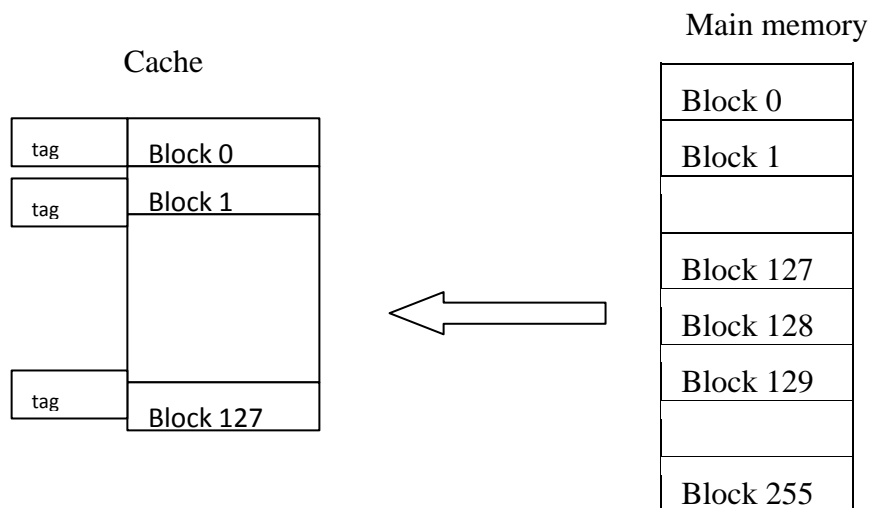 Main memory
Cache
Block 0
Block 1
Block 127
Block 128
Block 129
Block 255
tag Block 0
tag Block 1
tag Block 127